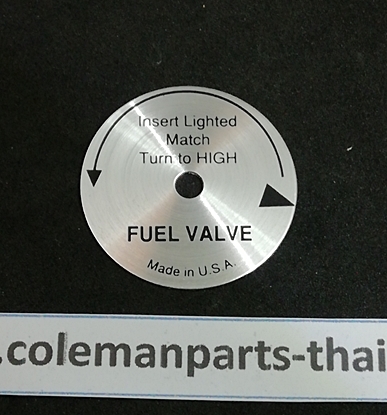 Insert Lighted
Match
Turn to HIGH
FUEL VALVE
Made in U.S.A.
.colemanparts-thai